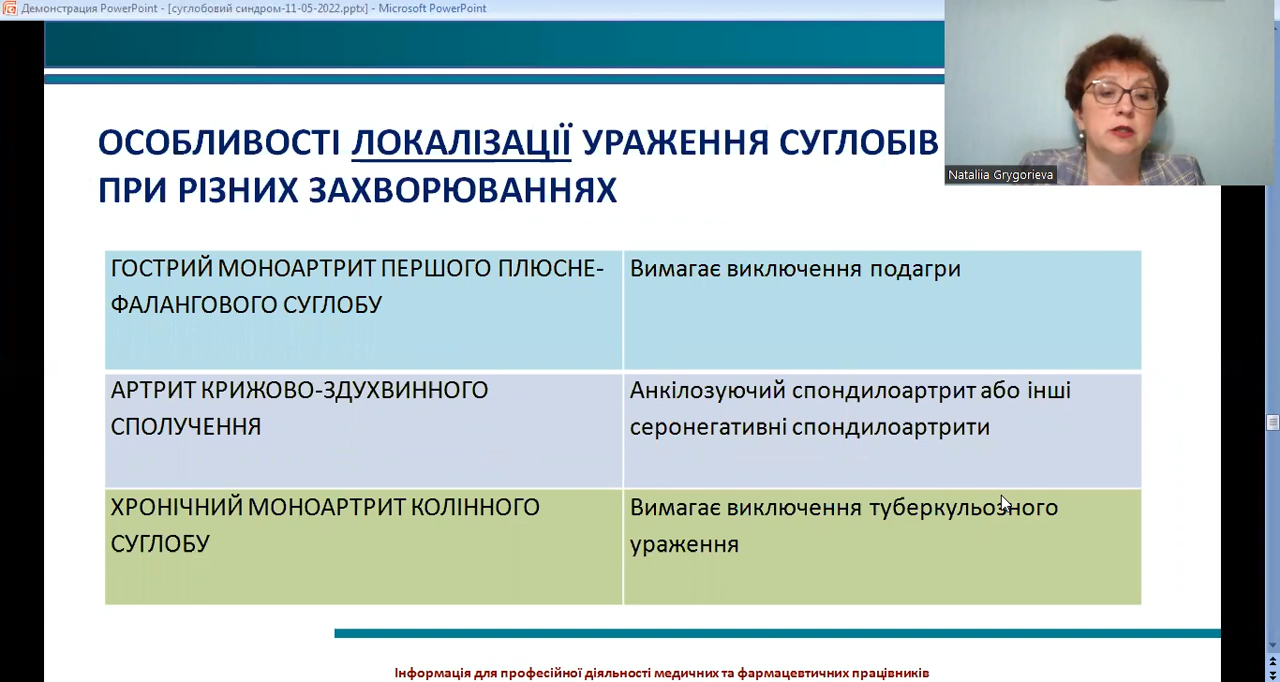 Демонстрация PowerPoint - [суглобовий синдром-11-05-2022.pptx] - Microsoft PowerPoint
Nataliia Grygorieva
ОСОБЛИВОСТІ ЛОКАЛІЗАЦІЇ УРАЖЕННЯ СУГЛОБІВ
ПРИ РІЗНИХ ЗАХВОРЮВАННЯХ
ГОСТРИЙ МОНОАРТРИТ ПЕРШОГО ПЛЮСНЕ-
ФАЛАНГОВОГО СУГЛОБУ
Вимагає виключення подагри
АРТРИТ КРИЖОВО-ЗДУХВИННОГО
СПОЛУЧЕННЯ
Анкілозуючий спондилоартрит або інші
серонегативні спондилоартрити
ХРОНІЧНИЙ МОНОАРТРИТ КОЛІННОГО
СУГЛОБУ
Вимагає виключення туберкульозного
ураження
Інформація для професійної діяльності медичних та фармацевтичних працівників